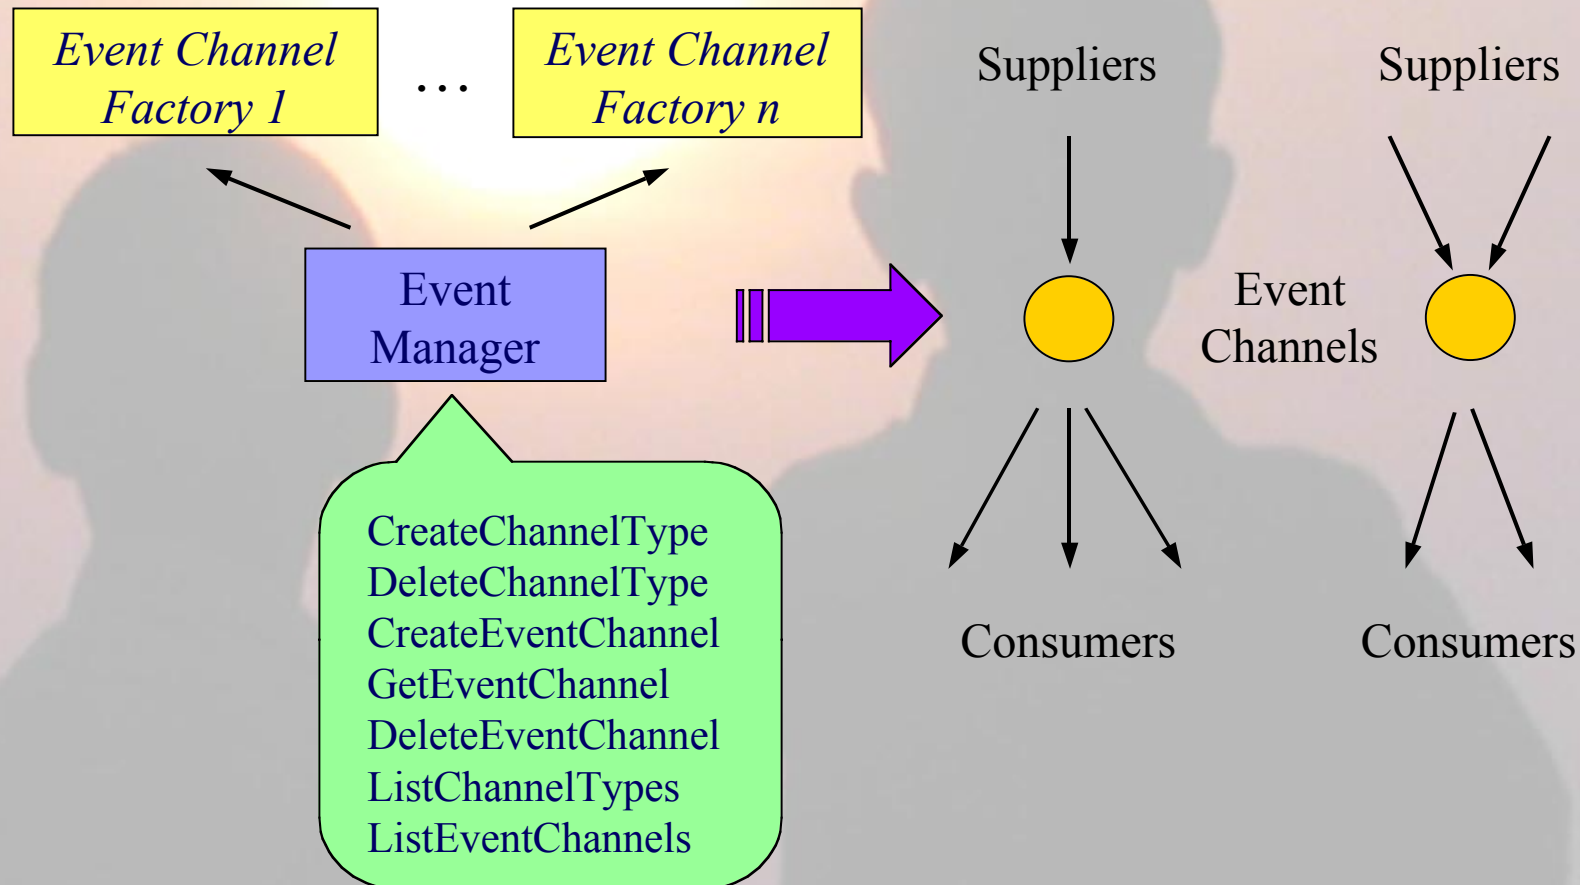 Event Channel
Factory 1
…
Event Channel
Factory n
Suppliers
Suppliers
Event
Manager
Event
Channels
CreateChannelType
DeleteChannelType
CreateEventChannel
GetEventChannel
DeleteEventChannel
ListChannelTypes
ListEventChannels
Consumers
Consumers